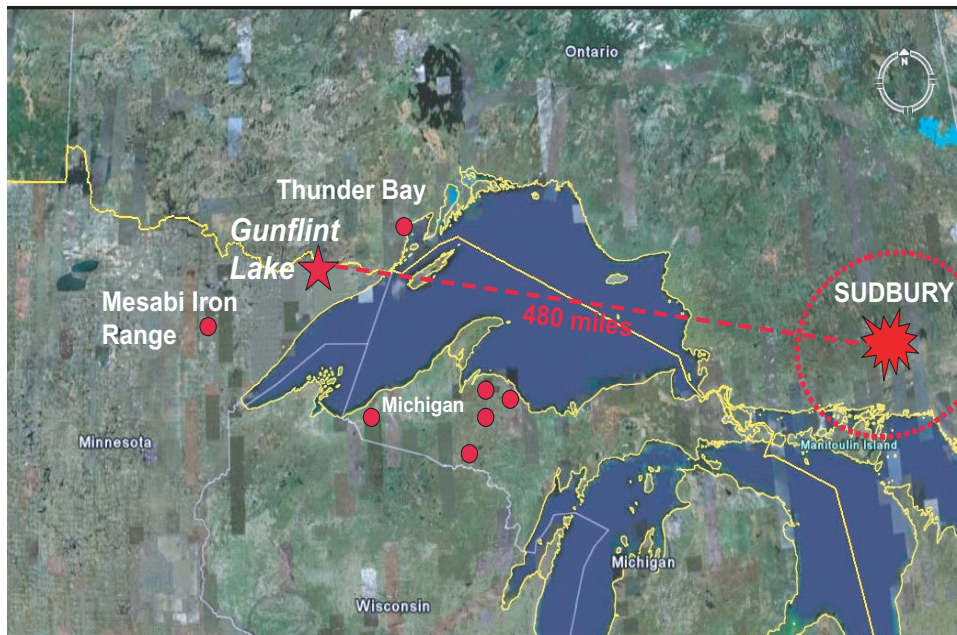 Ontario
N
Thunder Bay
Gunflint
Lake
SUDBURY
Mesabi Iron
Range
480 miles
Michigan
Minnesota
Manitoulin Island
Michigan
Wisconsin